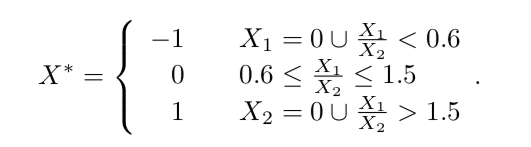 X* = { −1    X₁ = 0 ∪ X₁/X₂ < 0.6
0    0.6 ≤ X₁/X₂ ≤ 1.5
1    X₂ = 0 ∪ X₁/X₂ > 1.5 .